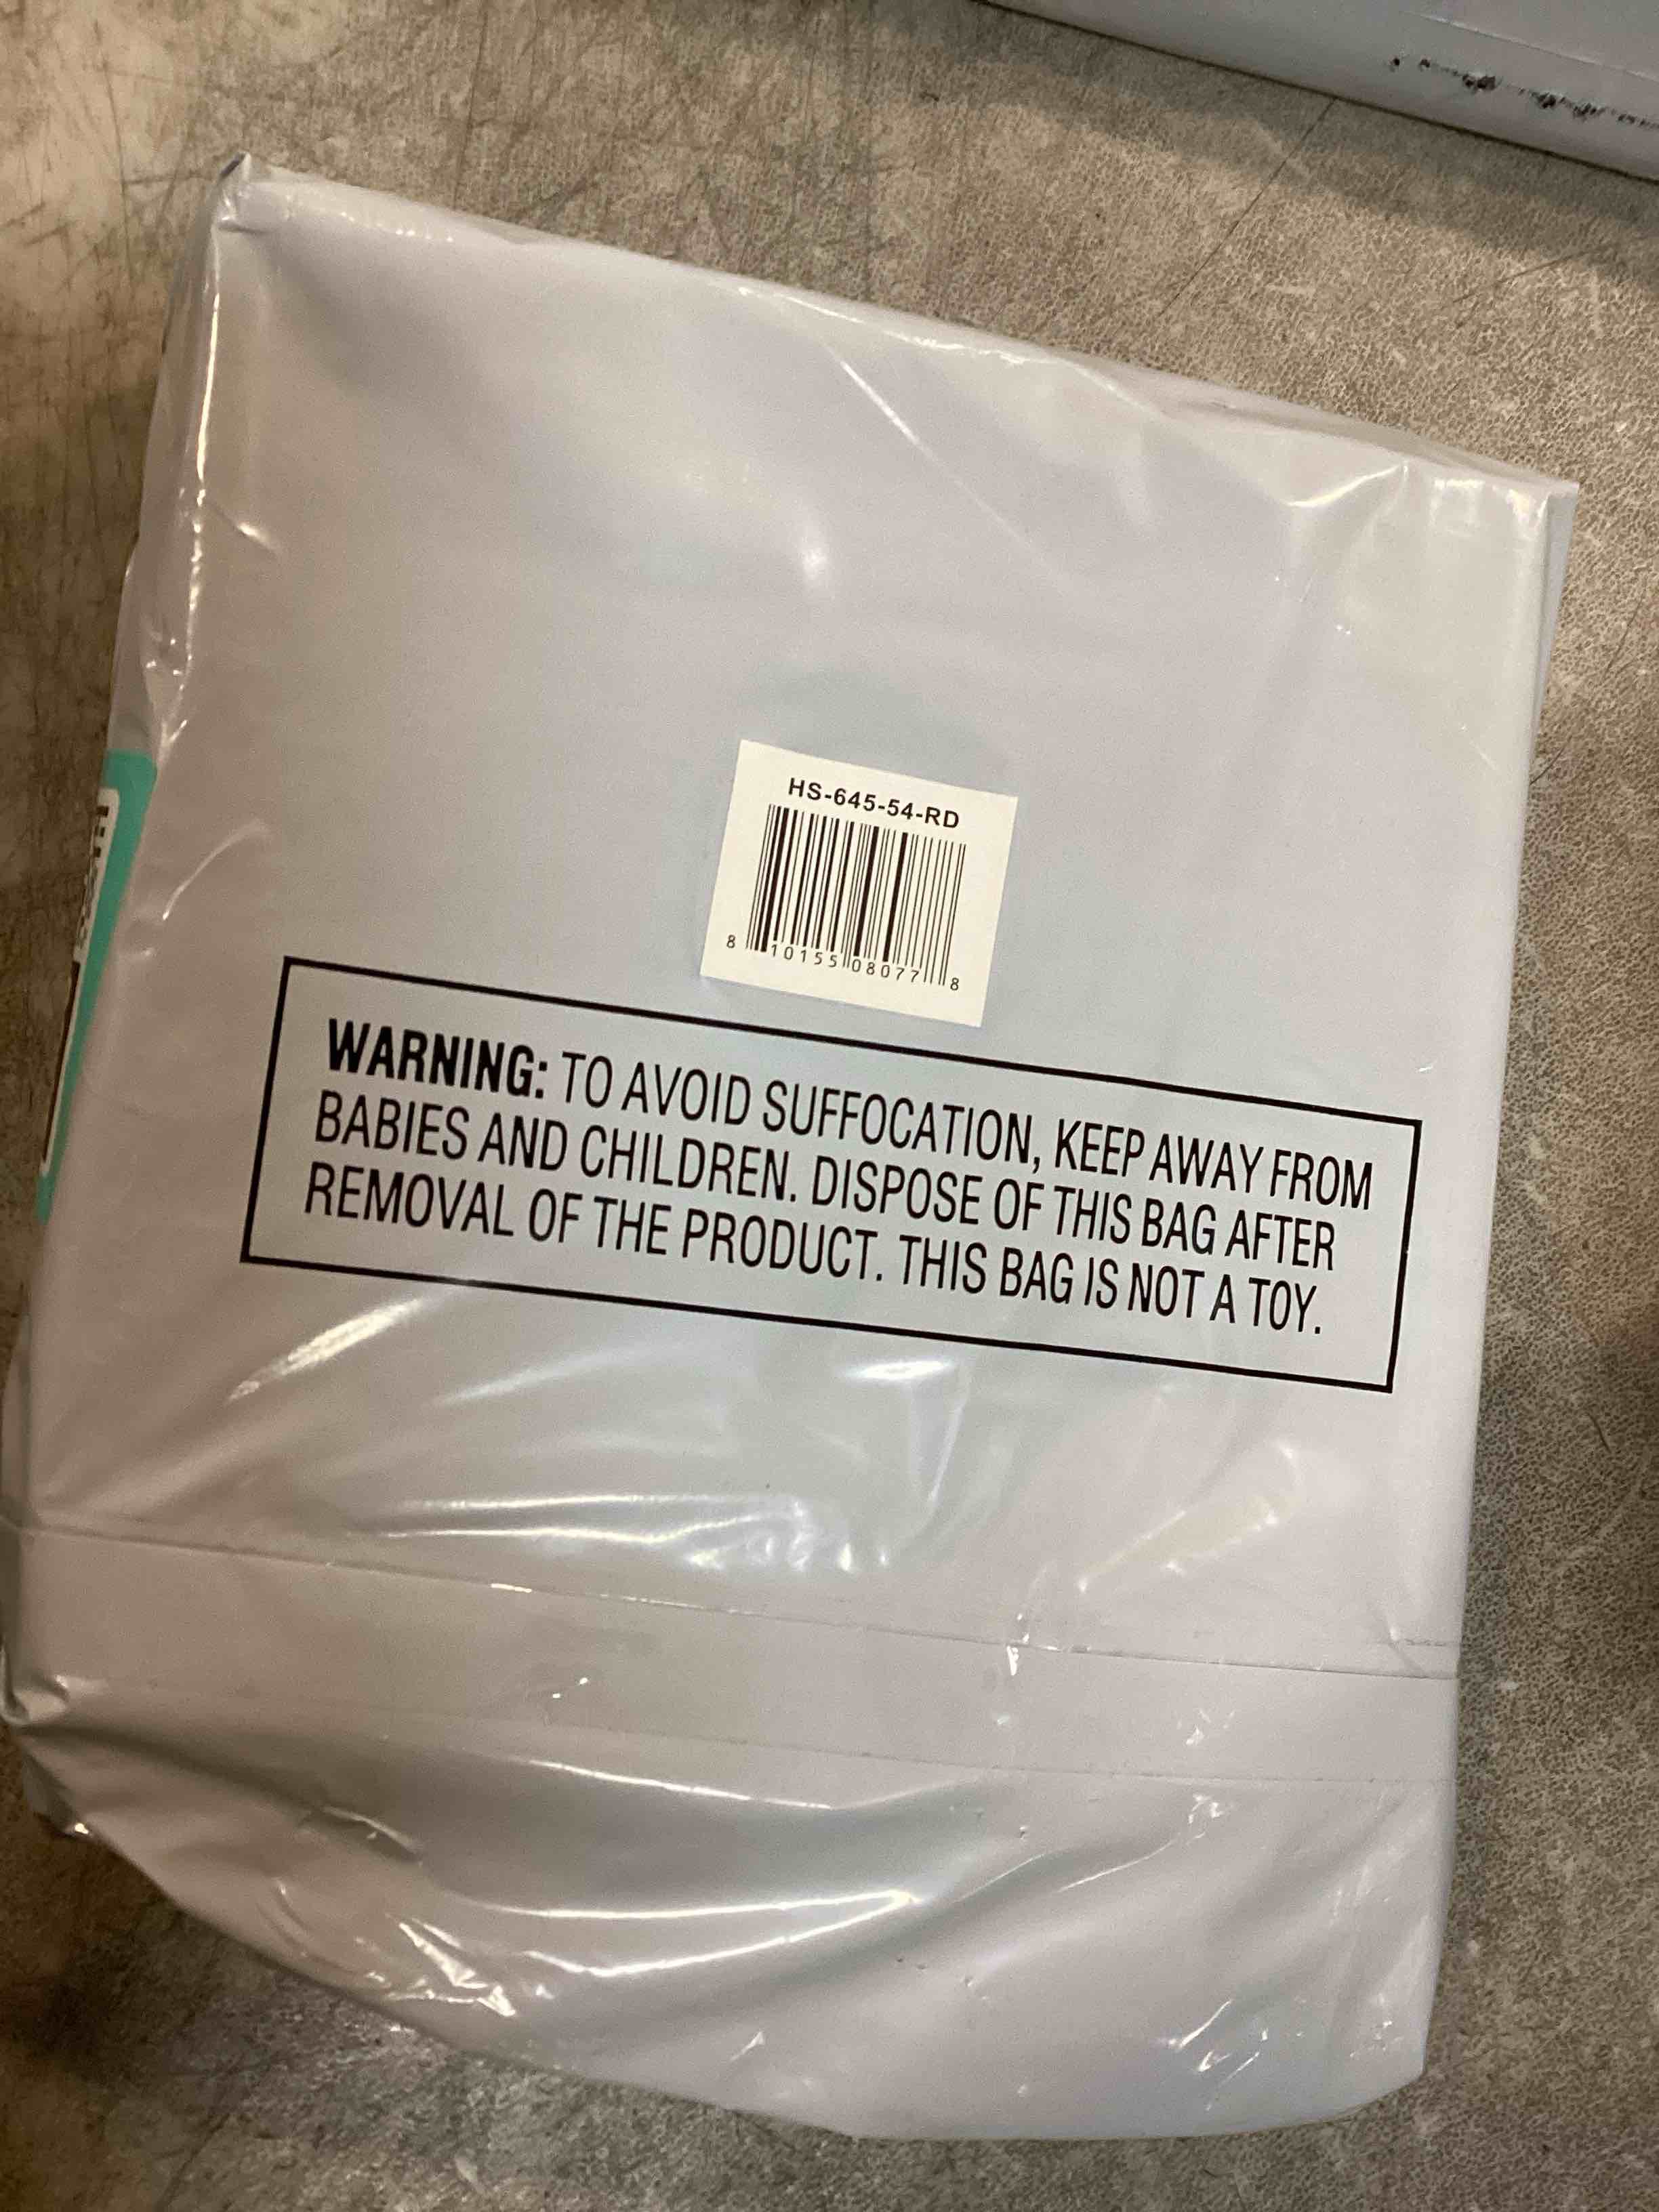 HS-645-54-RD
8 10155 08077 8
WARNING: TO AVOID SUFFOCATION, KEEP AWAY FROM
BABIES AND CHILDREN. DISPOSE OF THIS BAG AFTER
REMOVAL OF THE PRODUCT. THIS BAG IS NOT A TOY.